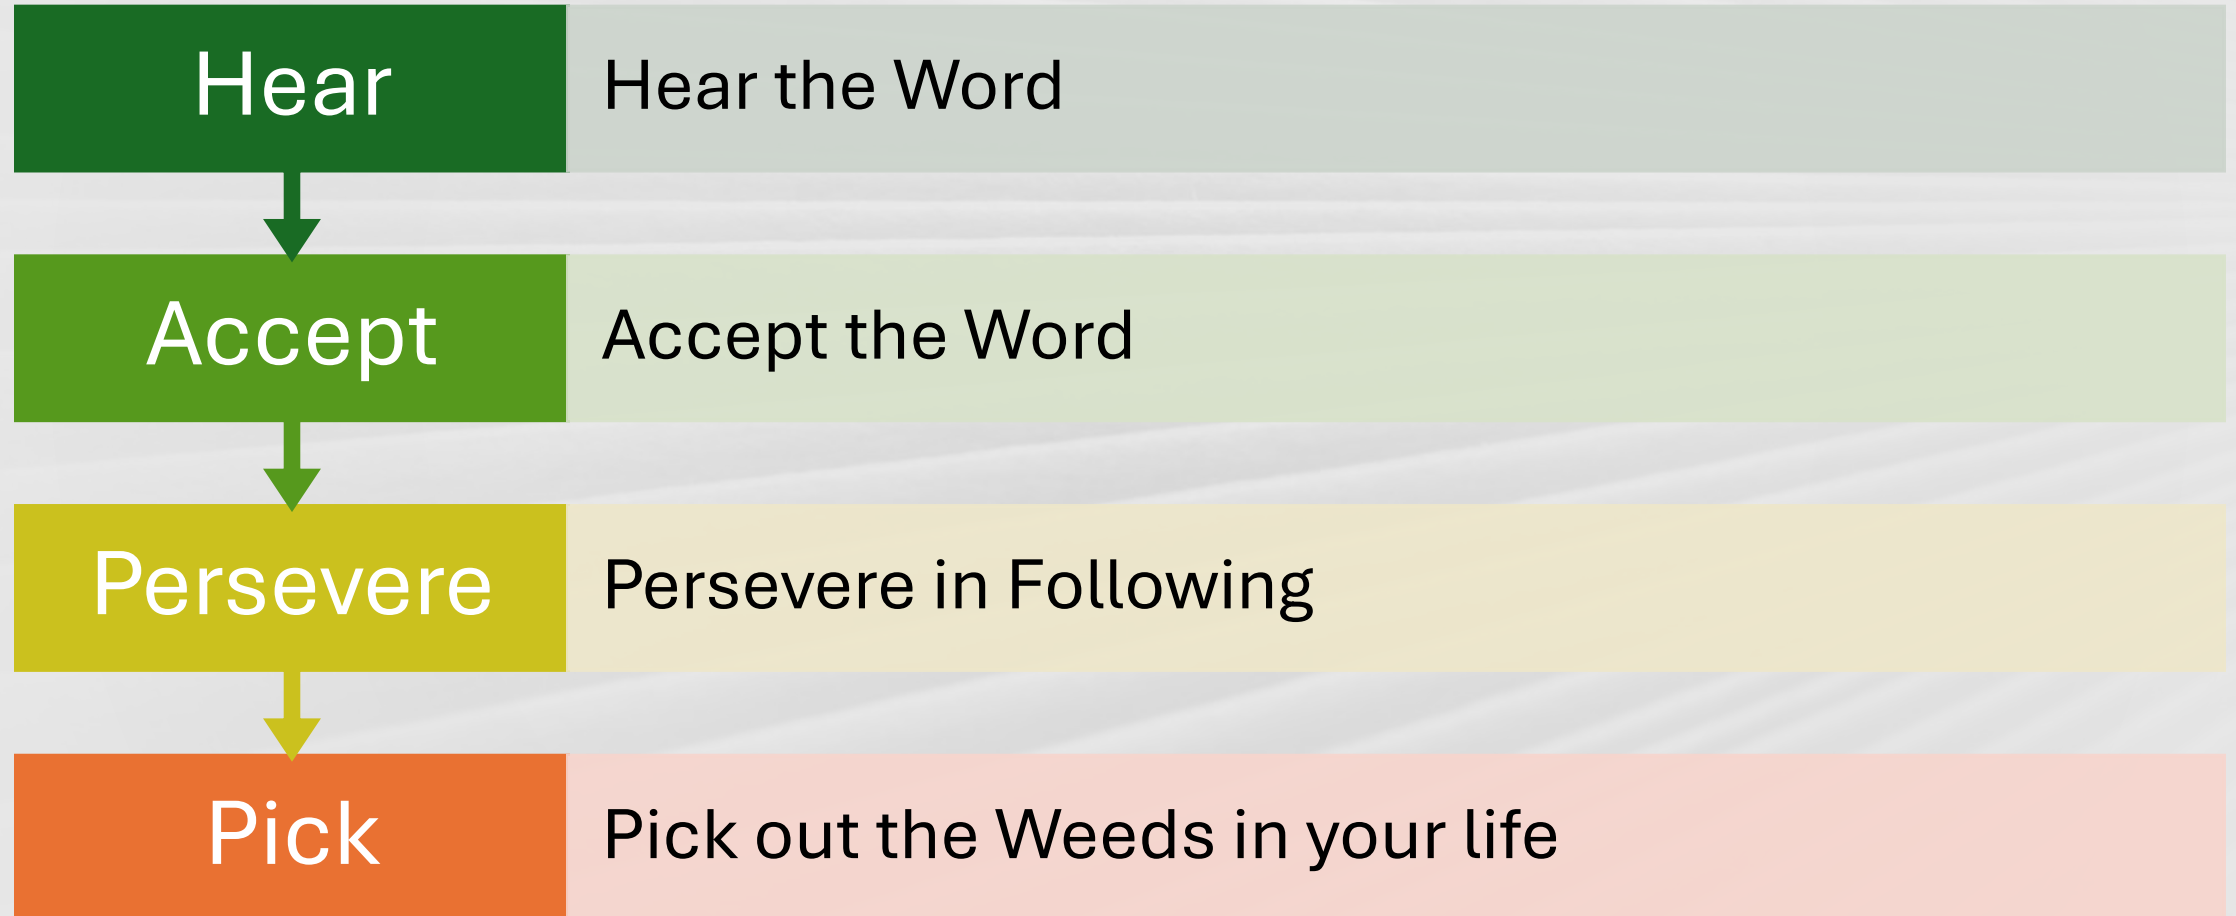 Hear
Hear the Word
Accept
Accept the Word
Persevere
Persevere in Following
Pick
Pick out the Weeds in your life